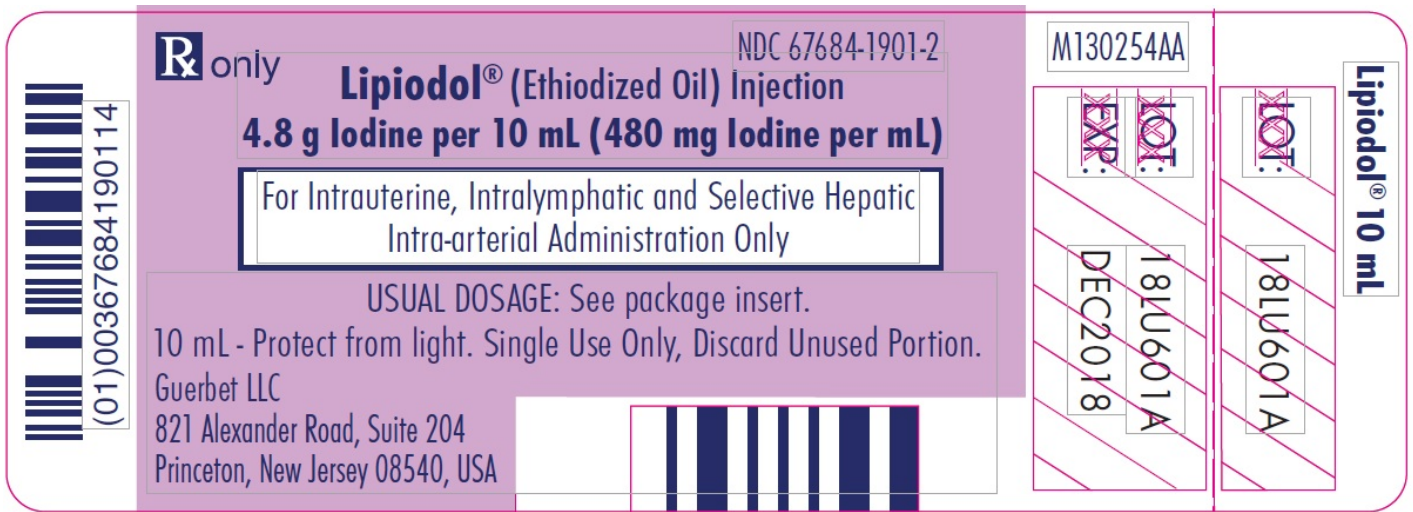 (01)00367684190114
Rx only
NDC 67684-1901-2
Lipiodol® (Ethiodized Oil) Injection
4.8 g Iodine per 10 mL (480 mg Iodine per mL)
For Intrauterine, Intralymphatic and Selective Hepatic
Intra-arterial Administration Only
USUAL DOSAGE: See package insert.
10 mL - Protect from light. Single Use Only, Discard Unused Portion.
Guerbet LLC
821 Alexander Road, Suite 204
Princeton, New Jersey 08540, USA
M130254AA
LOT: 18LU601A
EXP: DEC2018
LOT: 18LU601A
Lipiodol® 10 mL